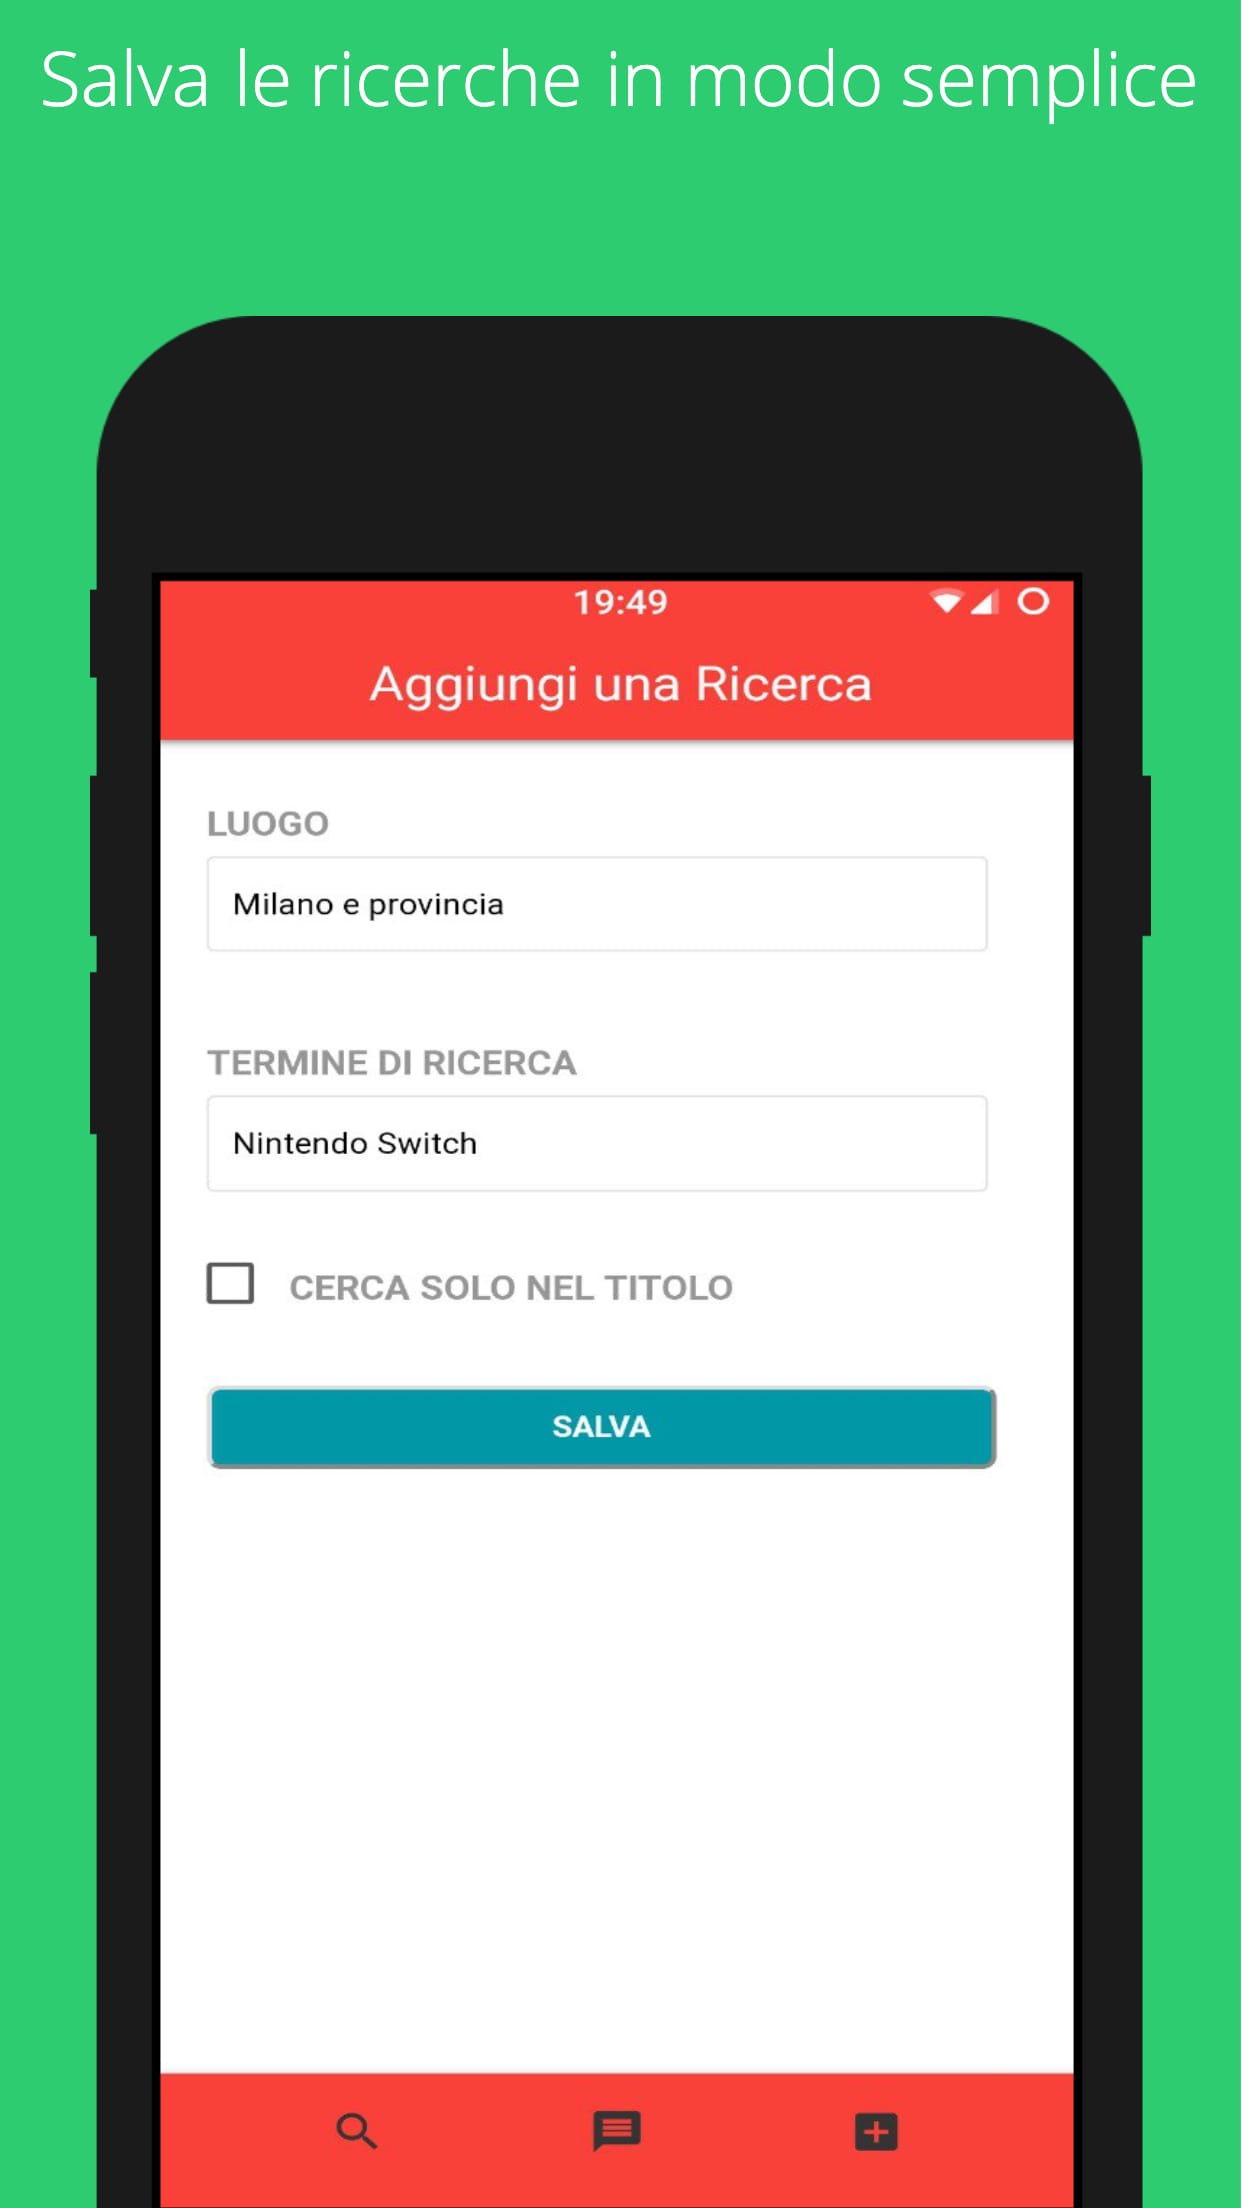 Salva le ricerche in modo semplice
19:49
Aggiungi una Ricerca
LUOGO
Milano e provincia
TERMINE DI RICERCA
Nintendo Switch
CERCA SOLO NEL TITOLO
SALVA